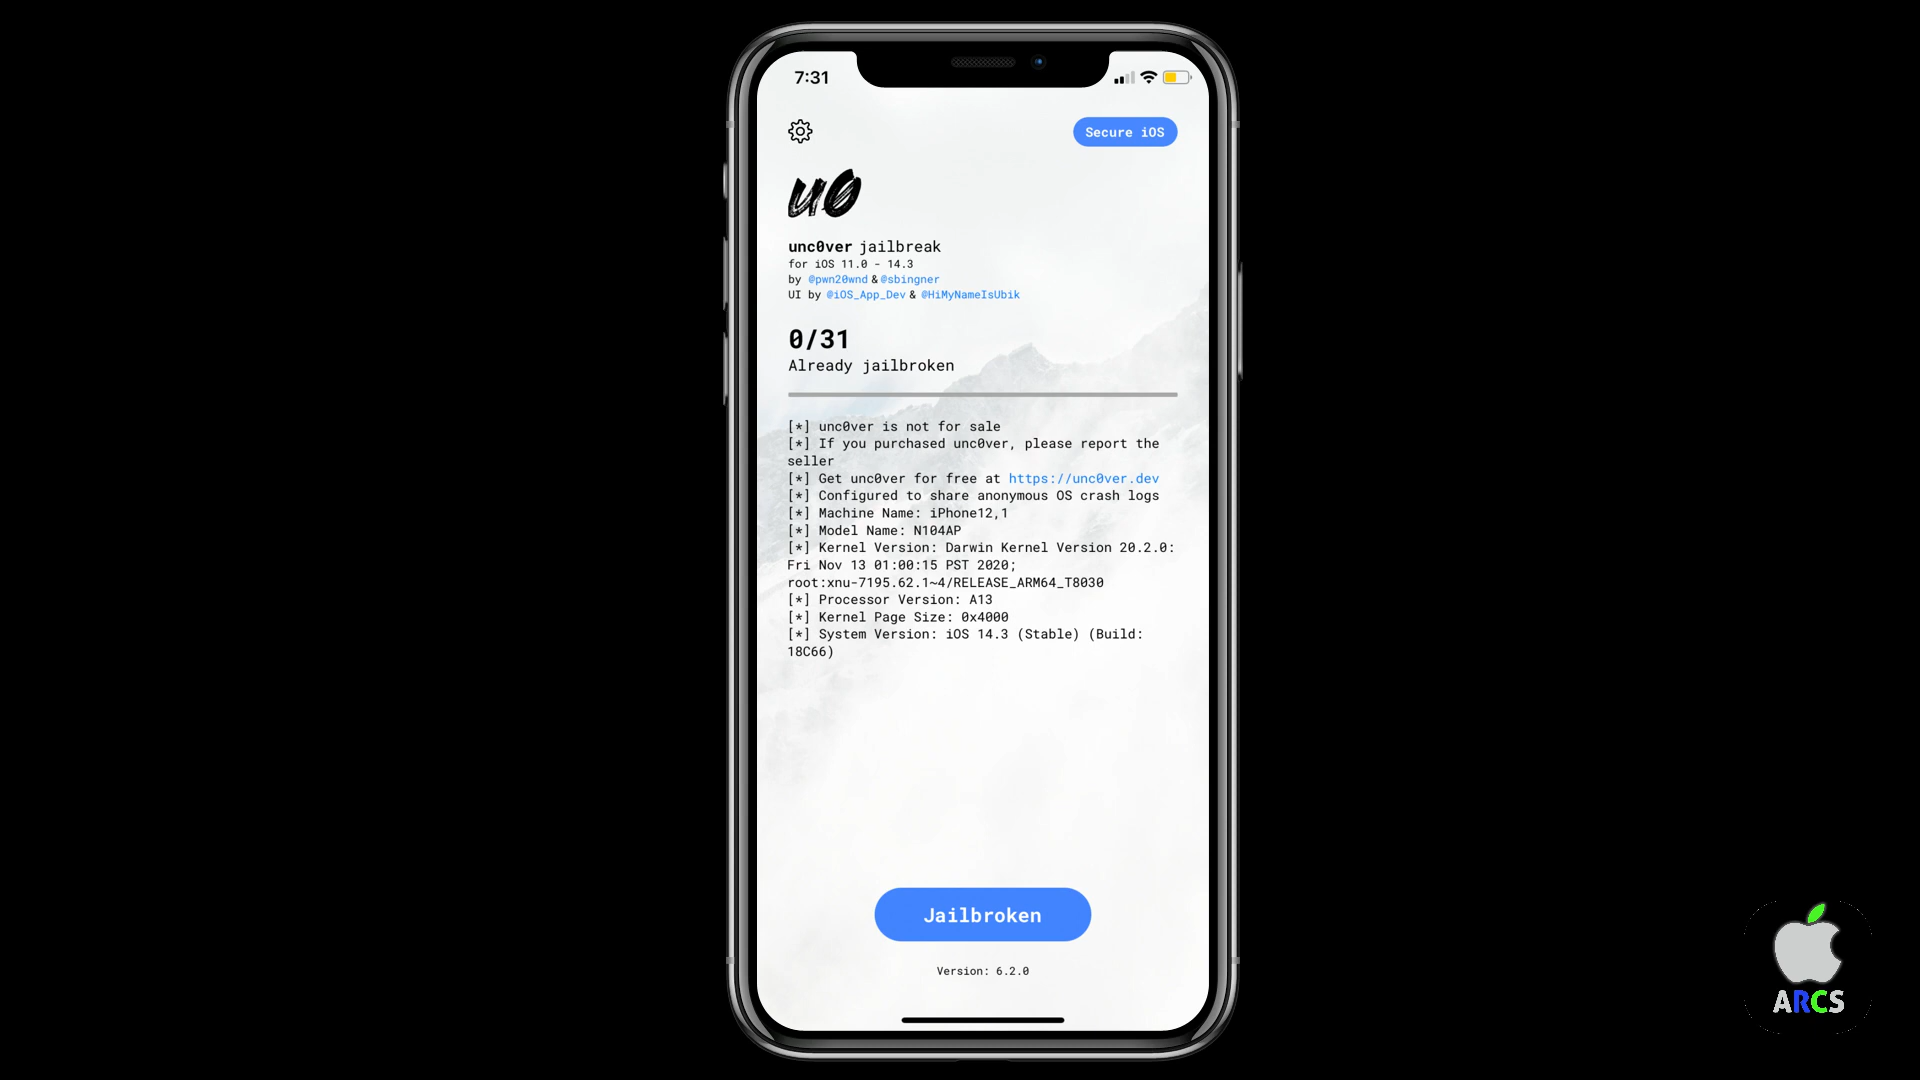 7:31
Secure iOS
u0
unc0ver jailbreak
for iOS 11.0 - 14.3
by @pwn20wnd & @sbingner
UI by @iOS_App_Dev & @HiMyNameIsUbik
0/31
Already jailbroken
[*] unc0ver is not for sale
[*] If you purchased unc0ver, please report the
seller
[*] Get unc0ver for free at https://unc0ver.dev
[*] Configured to share anonymous OS crash logs
[*] Machine Name: iPhone12,1
[*] Model Name: N104AP
[*] Kernel Version: Darwin Kernel Version 20.2.0:
Fri Nov 13 01:00:15 PST 2020;
root:xnu-7195.62.1~4/RELEASE_ARM64_T8030
[*] Processor Version: A13
[*] Kernel Page Size: 0x4000
[*] System Version: iOS 14.3 (Stable) (Build:
18C66)
Jailbroken
Version: 6.2.0
ARCS